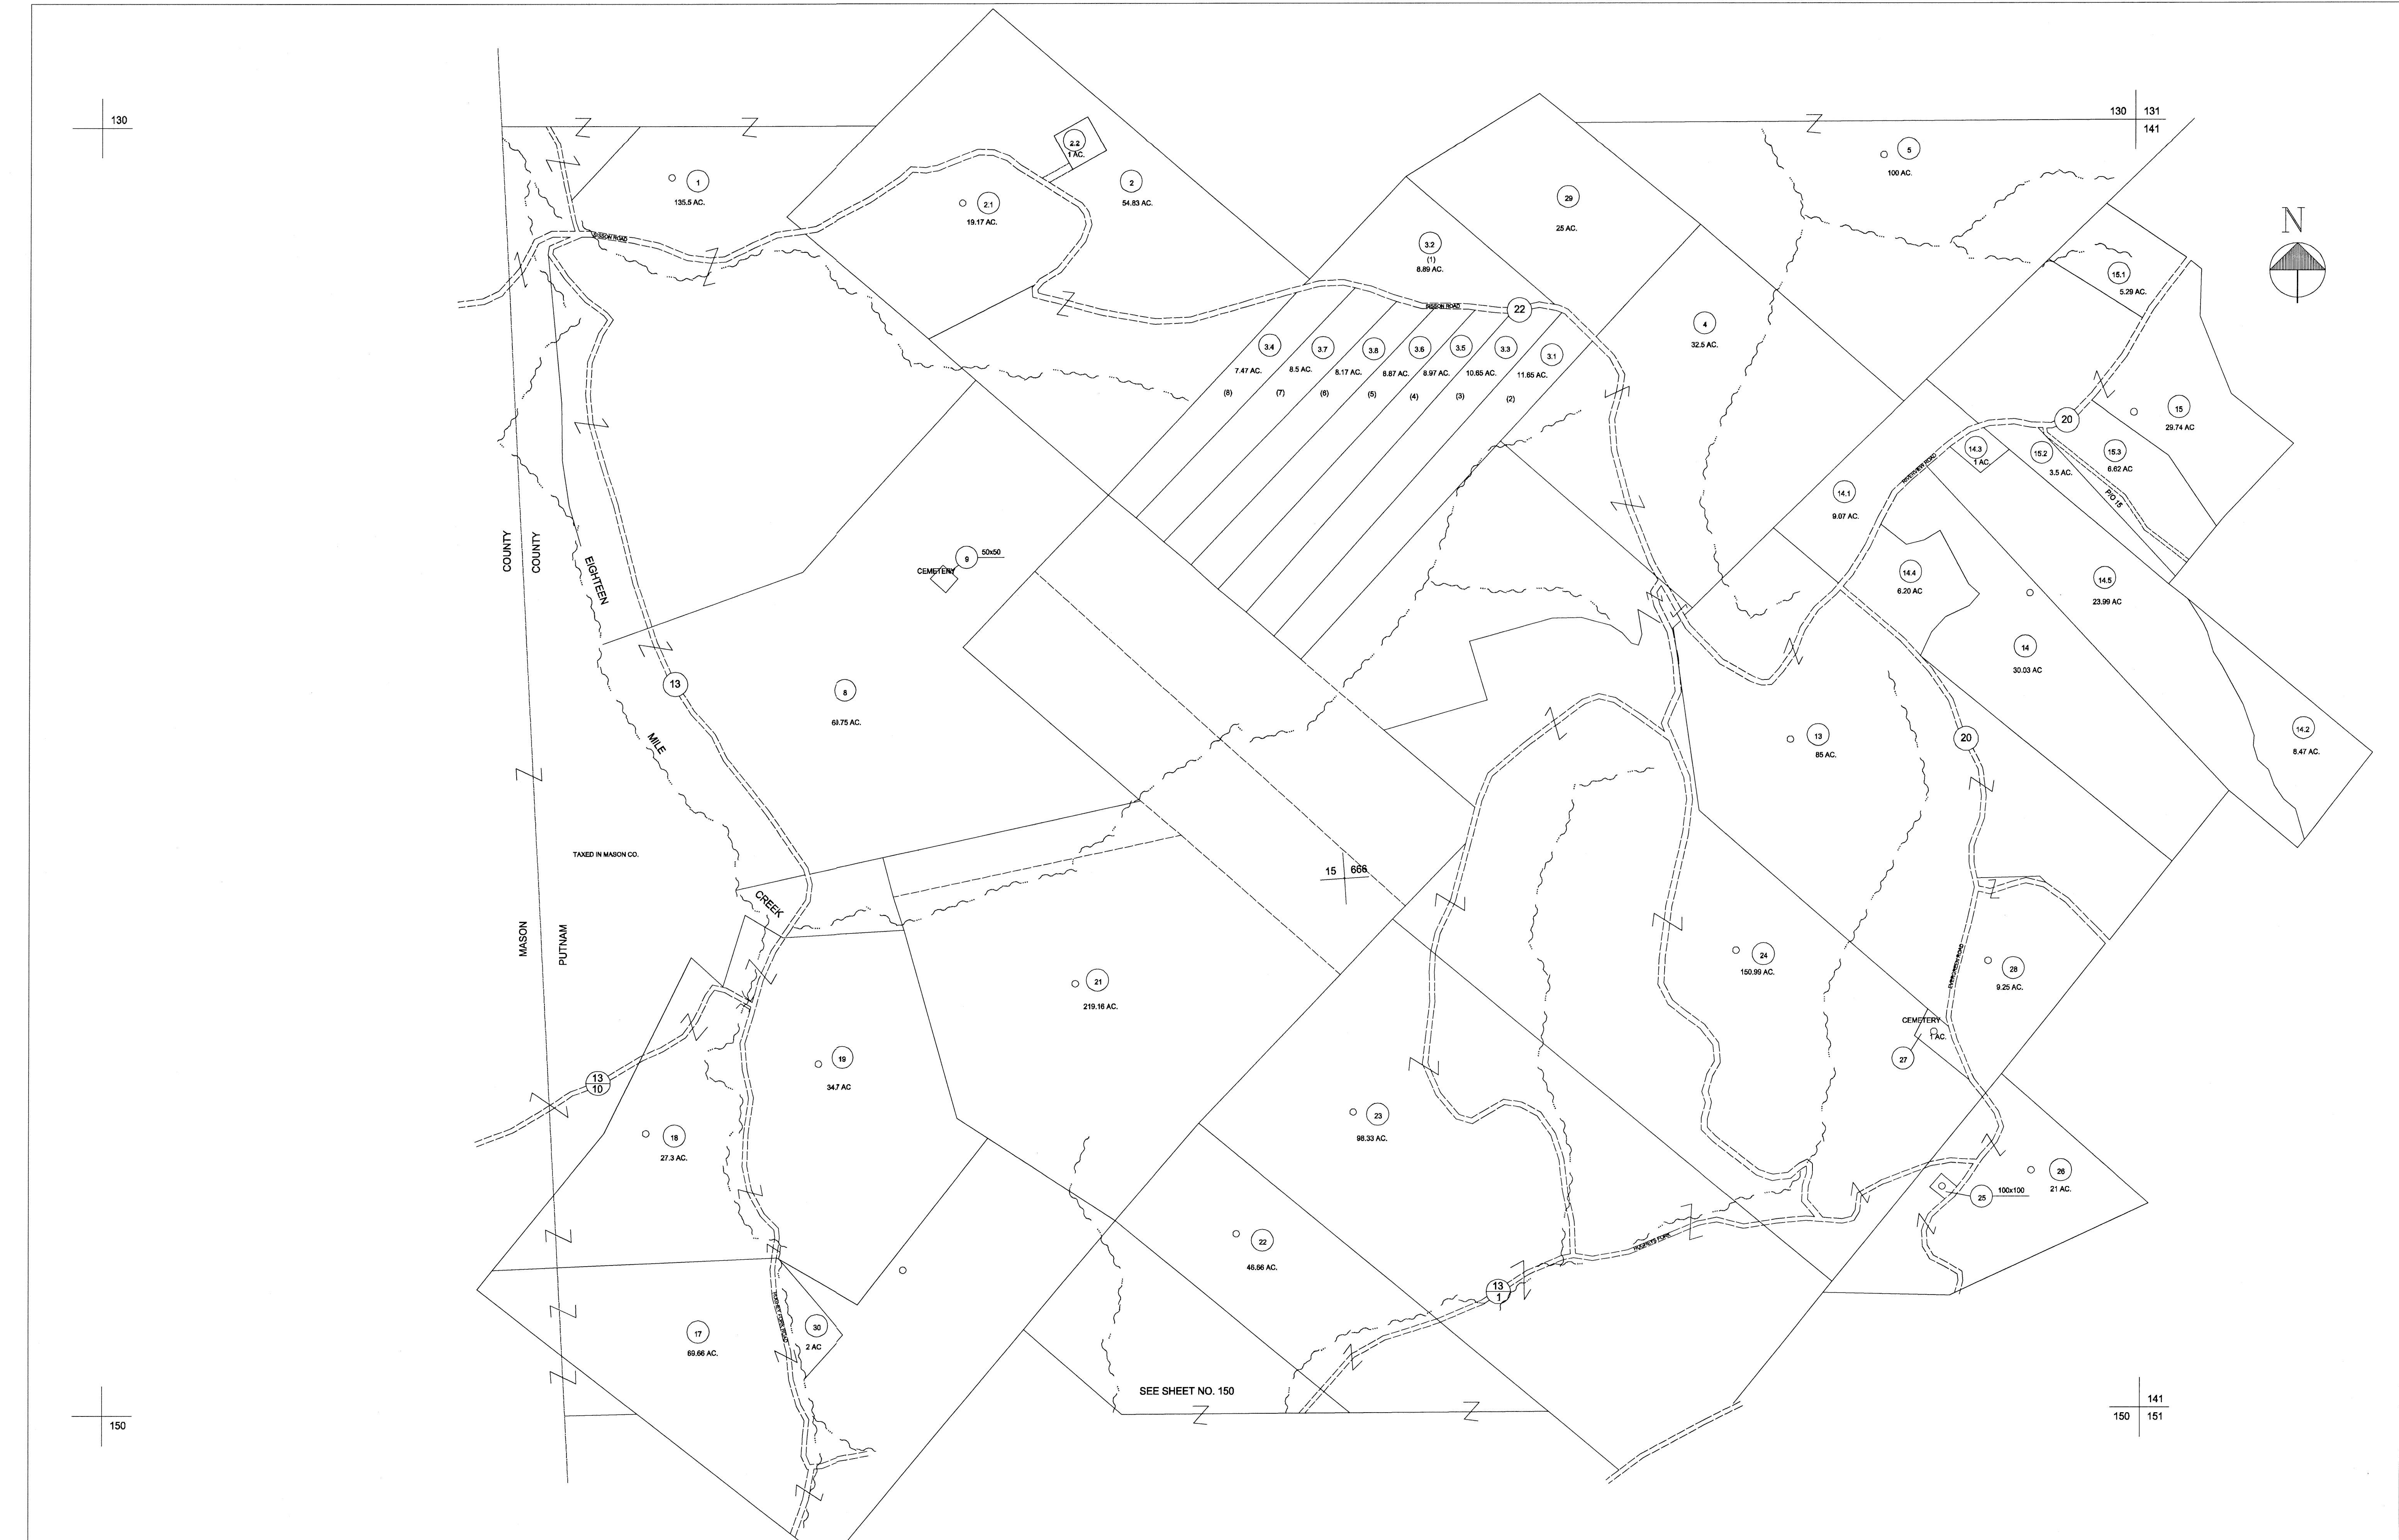 130
130 131
141
N
1
135.5 AC.
2.2
1 AC.
2
54.83 AC.
2.1
19.17 AC.
29
25 AC.
3.2
(1)
8.89 AC.
5
100 AC.
15.1
5.29 AC.
22
4
32.5 AC.
3.4
7.47 AC.
(8)
3.7
8.5 AC.
(7)
3.8
8.17 AC.
(6)
3.6
8.87 AC.
(5)
3.5
8.97 AC.
(4)
3.3
10.65 AC.
(3)
3.1
11.65 AC.
(2)
20
15
29.74 AC
14.3
1 AC.
15.2
3.5 AC.
15.3
6.62 AC
P/O 15
14.1
9.07 AC.
14.4
6.20 AC
14.5
23.99 AC
14
30.03 AC
14.2
8.47 AC.
COUNTY
COUNTY
EIGHTEEN
MILE
CREEK
CEMETERY
9
50x50
13
8
13
85 AC.
20
TAXED IN MASON CO.
15 666
MASON
PUTNAM
21
219.16 AC.
24
150.99 AC.
EVERGREEN ROAD
28
9.25 AC.
CEMETERY
1 AC.
27
13
10
19
34.7 AC
18
27.3 AC.
23
98.33 AC.
26
21 AC.
25
100x100
22
46.66 AC.
13
1
17
69.66 AC.
30
2 AC
SEE SHEET NO. 150
150
141
150 151